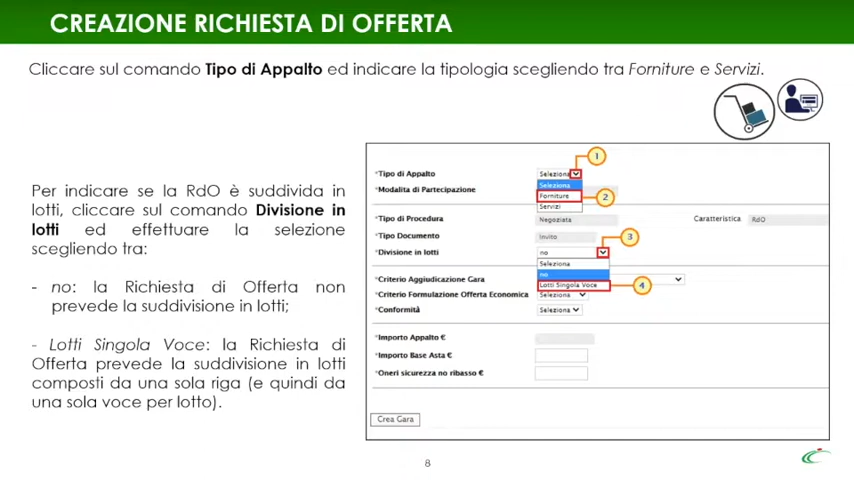 CREAZIONE RICHIESTA DI OFFERTA
Cliccare sul comando Tipo di Appalto ed indicare la tipologia scegliendo tra Forniture e Servizi.
Per indicare se la RdO è suddivida in
lotti, cliccare sul comando Divisione in
lotti ed effettuare la selezione
scegliendo tra:
- no: la Richiesta di Offerta non
prevede la suddivisione in lotti;
- Lotti Singola Voce: la Richiesta di
Offerta prevede la suddivisione in lotti
composti da una sola riga (e quindi da
una sola voce per lotto).
1
*Tipo di Appalto Seleziona
Seleziona
*Modalita di Partecipazione Forniture 2
Servizi
*Tipo di Procedura Negoziata Caratteristica RdO
*Tipo Documento Invito 3
*Divisione in lotti no
Seleziona
no
*Criterio Aggiudicazione Gara
Lotti Singola Voce 4
*Criterio Formulazione Offerta Economica Seleziona
*Conformità Seleziona
*Importo Appalto €
*Importo Base Asta €
*Oneri sicurezza no ribasso €
Crea Gara
8